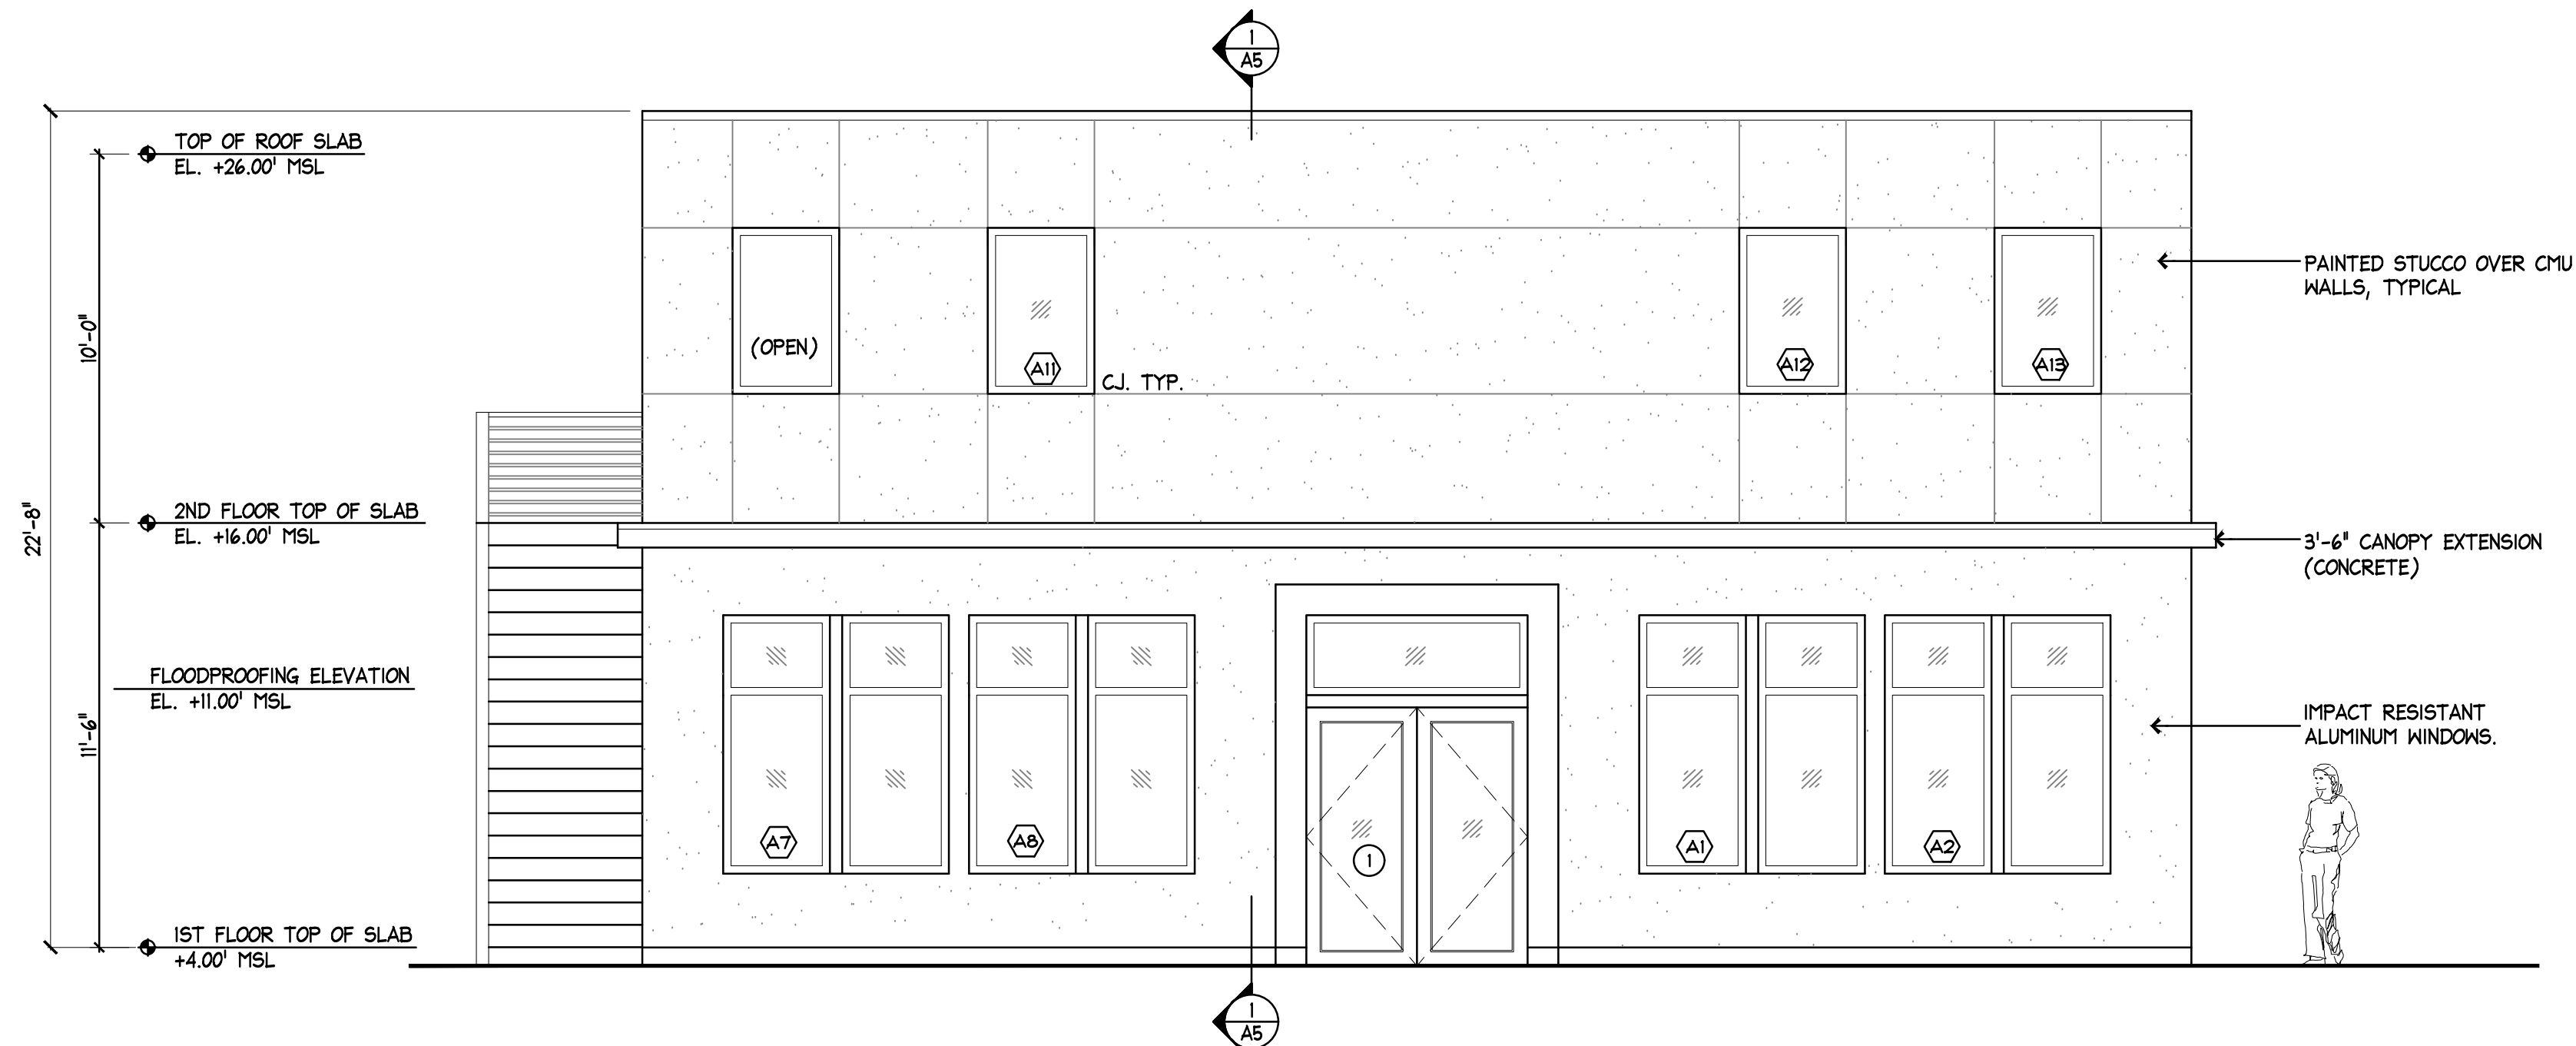 1
A5
TOP OF ROOF SLAB
EL. +26.00' MSL
10'-0"
22'-8"
(OPEN)
A11
C.J. TYP.
A12
A13
PAINTED STUCCO OVER CMU
WALLS, TYPICAL
2ND FLOOR TOP OF SLAB
EL. +16.00' MSL
3'-6" CANOPY EXTENSION
(CONCRETE)
FLOODPROOFING ELEVATION
EL. +11.00' MSL
11'-6"
IMPACT RESISTANT
ALUMINUM WINDOWS.
A7
A8
1
A1
A2
1ST FLOOR TOP OF SLAB
+4.00' MSL
1
A5